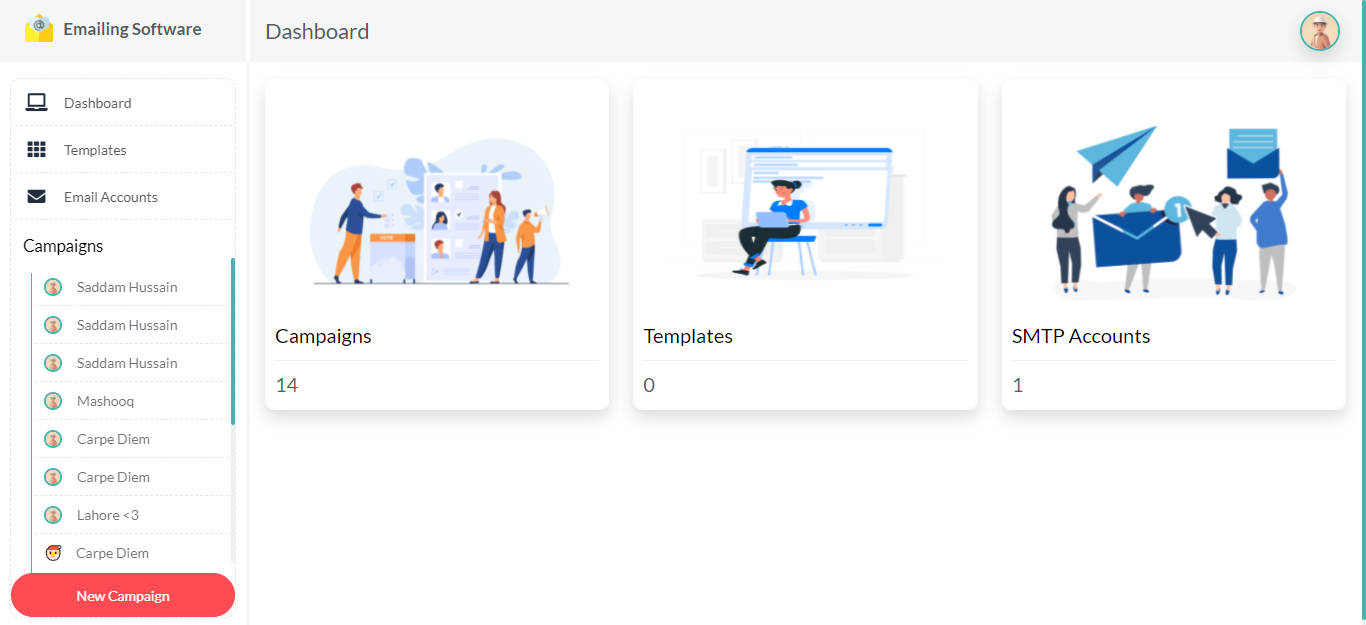 Emailing Software
Dashboard
Dashboard
Templates
Email Accounts
Campaigns
Saddam Hussain
Saddam Hussain
Saddam Hussain
Mashooq
Carpe Diem
Carpe Diem
Lahore <3
Carpe Diem
New Campaign
VOTE
Campaigns
14
Templates
0
1
SMTP Accounts
1